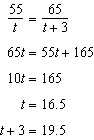 55/t = 65/(t + 3)
65t = 55t + 165
10t = 165
t = 16.5
t + 3 = 19.5